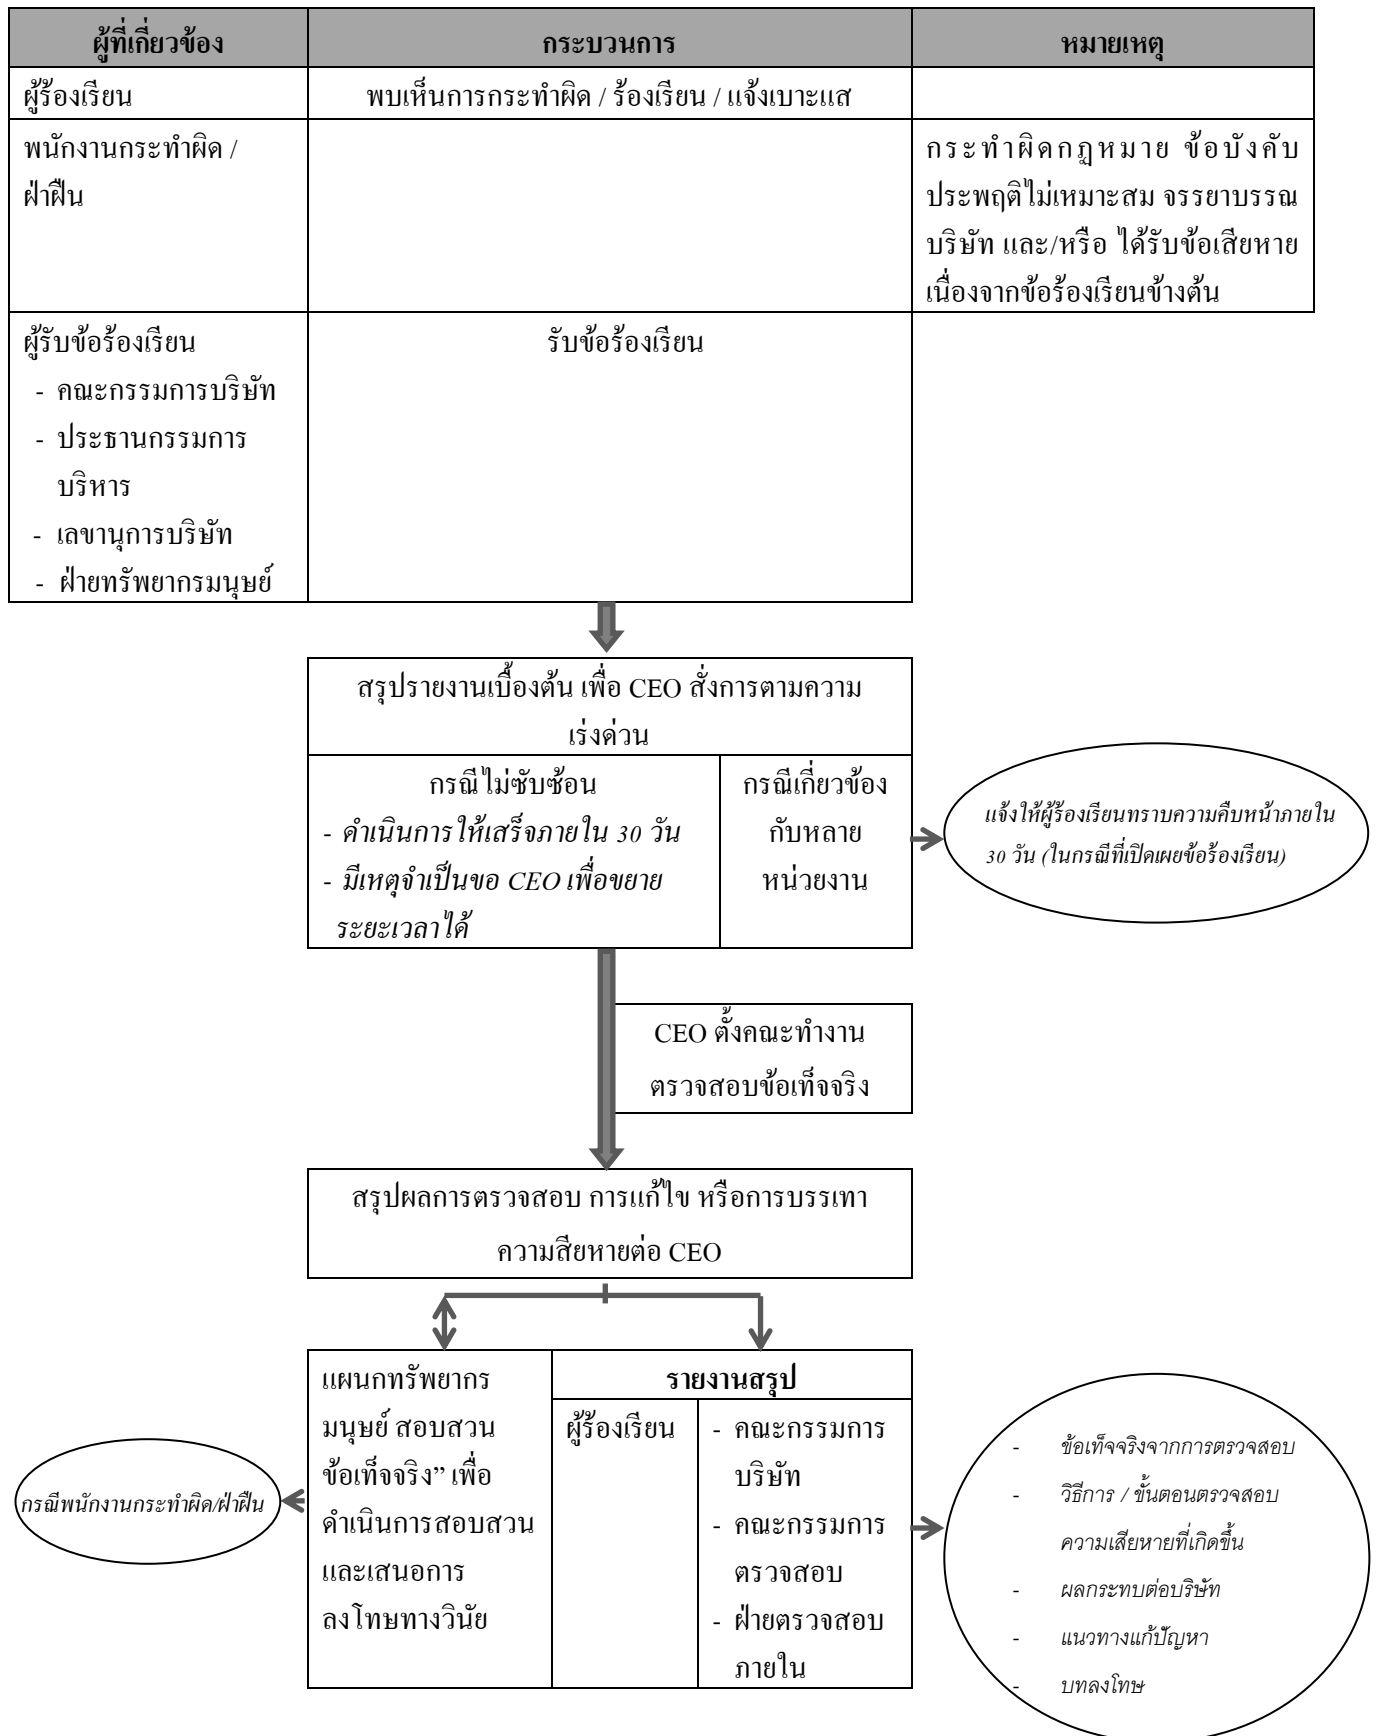 ผู้ที่เกี่ยวข้อง
กระบวนการ
หมายเหตุ
ผู้ร้องเรียน
พบเห็นการกระทำผิด / ร้องเรียน / แจ้งเบาะแส
พนักงานกระทำผิด /
ฝ่าฝืน
กระทำผิดกฎหมาย ข้อบังคับ
ประพฤติไม่เหมาะสม จรรยาบรรณ
บริษัท และ/หรือ ได้รับข้อเสียหาย
เนื่องจากข้อร้องเรียนข้างต้น
ผู้รับข้อร้องเรียน
- คณะกรรมการบริษัท
- ประธานกรรมการ
บริหาร
- เลขานุการบริษัท
- ฝ่ายทรัพยากรมนุษย์
รับข้อร้องเรียน
สรุปรายงานเบื้องต้น เพื่อ CEO สั่งการตามความ
เร่งด่วน
กรณีไม่ซับซ้อน
- ดำเนินการให้เสร็จภายใน 30 วัน
- มีเหตุจำเป็นขอ CEO เพื่อขยาย
ระยะเวลาได้
กรณีเกี่ยวข้อง
กับหลาย
หน่วยงาน
แจ้งให้ผู้ร้องเรียนทราบความคืบหน้าภายใน
30 วัน (ในกรณีที่เปิดเผยข้อร้องเรียน)
CEO ตั้งคณะทำงาน
ตรวจสอบข้อเท็จจริง
สรุปผลการตรวจสอบ การแก้ไข หรือการบรรเทา
ความสียหายต่อ CEO
แผนกทรัพยากร
มนุษย์ สอบสวน
ข้อเท็จจริง” เพื่อ
ดำเนินการสอบสวน
และเสนอการ
ลงโทษทางวินัย
รายงานสรุป
ผู้ร้องเรียน
- คณะกรรมการ
บริษัท
- คณะกรรมการ
ตรวจสอบ
- ฝ่ายตรวจสอบ
ภายใน
กรณีพนักงานกระทำผิด/ฝ่าฝืน
- ข้อเท็จจริงจากการตรวจสอบ
- วิธีการ / ขั้นตอนตรวจสอบ
ความเสียหายที่เกิดขึ้น
- ผลกระทบต่อบริษัท
- แนวทางแก้ปัญหา
- บทลงโทษ